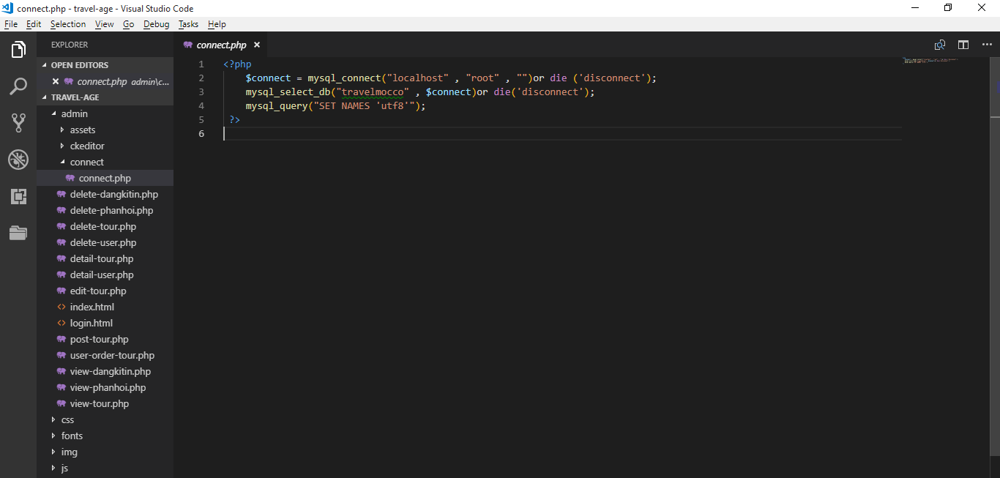 connect.php - travel-age - Visual Studio Code
File Edit Selection View Go Debug Tasks Help
EXPLORER
OPEN EDITORS
connect.php admin\c...
TRAVEL-AGE
admin
assets
ckeditor
connect
connect.php
delete-dangkitin.php
delete-phanhoi.php
delete-tour.php
delete-user.php
detail-tour.php
detail-user.php
edit-tour.php
index.html
login.html
post-tour.php
user-order-tour.php
view-dangkitin.php
view-phanhoi.php
view-tour.php
css
fonts
img
js
connect.php
1 <?php
2 $connect = mysql_connect("localhost" , "root" , "")or die ('disconnect');
3 mysql_select_db("travelmocco" , $connect)or die('disconnect');
4 mysql_query("SET NAMES 'utf8'");
5 ?>
6